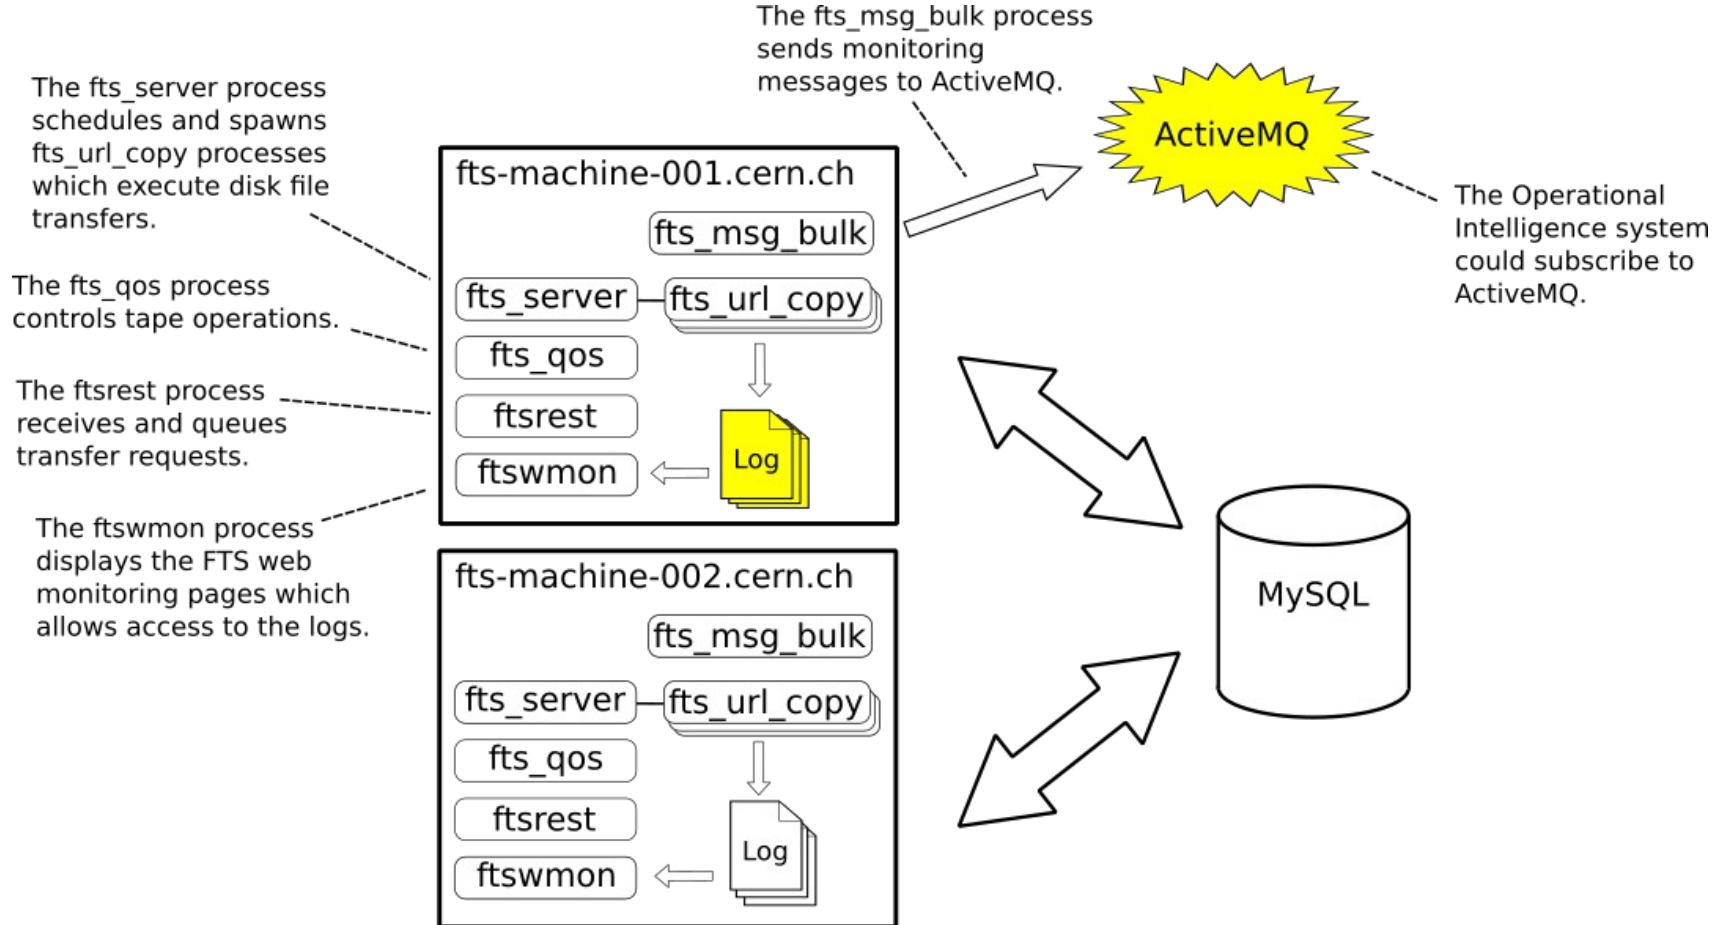 The fts_msg_bulk process
sends monitoring
messages to ActiveMQ.
The fts_server process
schedules and spawns
fts_url_copy processes
which execute disk file
transfers.
The fts_qos process
controls tape operations.
The ftsrest process
receives and queues
transfer requests.
The ftswmon process
displays the FTS web
monitoring pages which
allows access to the logs.
fts-machine-001.cern.ch
fts_msg_bulk
fts_server
fts_url_copy
fts_qos
ftsrest
ftswmon
Log
ActiveMQ
The Operational
Intelligence system
could subscribe to
ActiveMQ.
fts-machine-002.cern.ch
fts_msg_bulk
fts_server
fts_url_copy
fts_qos
ftsrest
ftswmon
Log
MySQL